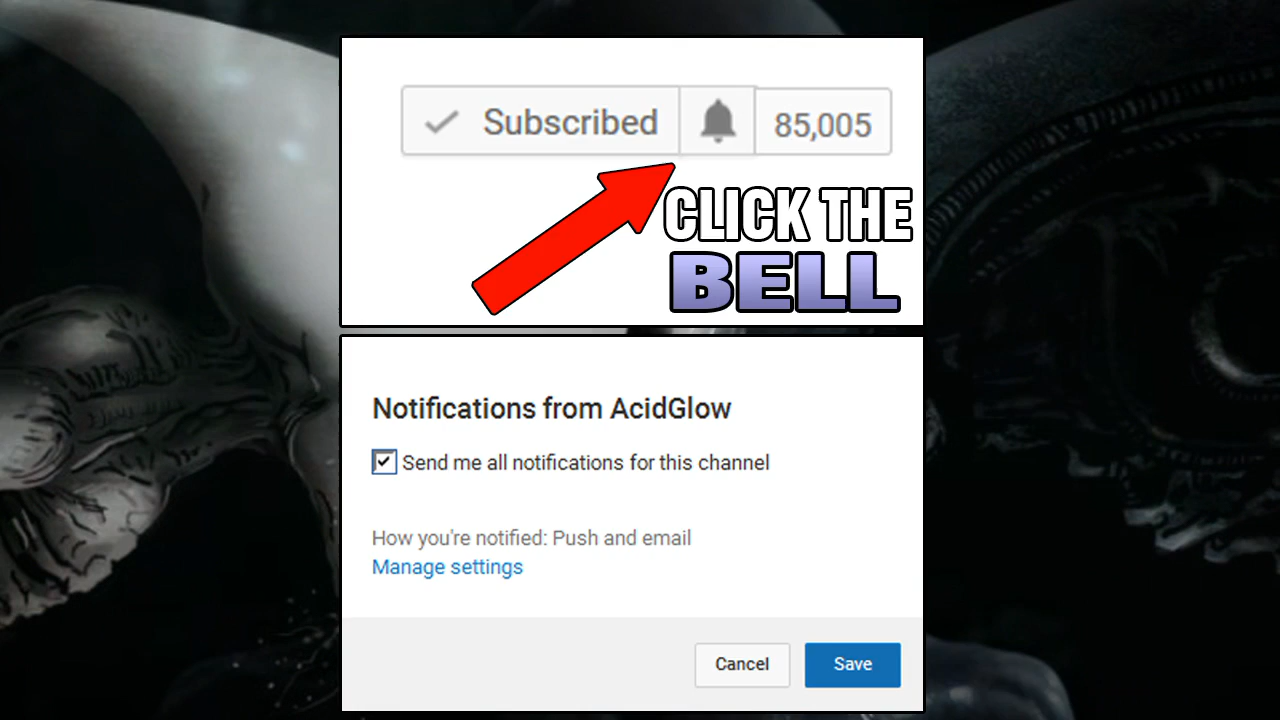 Subscribed 85,005
CLICK THE
BELL
Notifications from AcidGlow
Send me all notifications for this channel
How you're notified: Push and email
Manage settings
Cancel Save